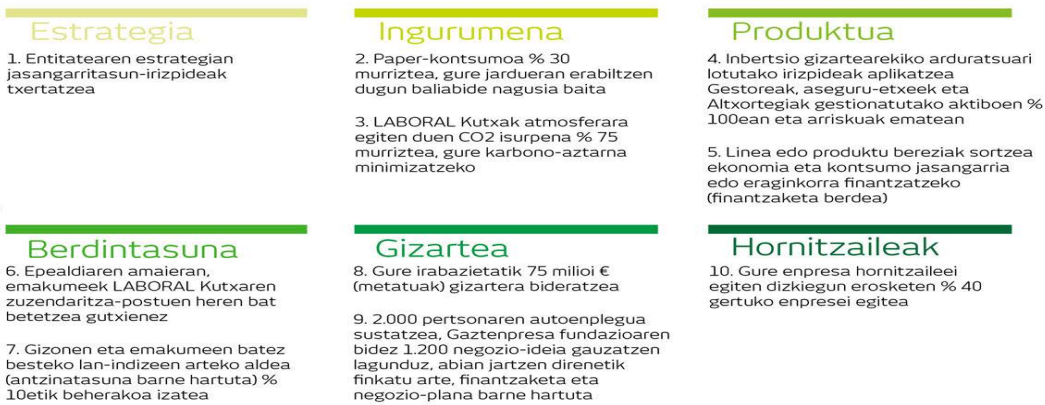 Estrategia
1. Entitatearen estrategian
jasangarritasun-irizpideak
txertatzea
Ingurumena
2. Paper-kontsumoa % 30
murriztea, gure jardueran erabiltzen
dugun baliabide nagusia baita
3. LABORAL Kutxak atmosferara
egiten duen CO2 isurpena % 75
murriztea, gure karbono-aztarna
minimizatzeko
Produktua
4. Inbertsio gizartearekiko arduratsuari
lotutako irizpideak aplikatzea
Gestoreak, aseguru-etxeek eta
Altxortegiak gestionatutako aktiboen %
100ean eta arriskuak ematean
5. Linea edo produktu bereziak sortzea
ekonomia eta kontsumo jasangarria
edo eraginkorra finantzatzeko
(finantzaketa berdea)
Berdintasuna
6. Epealdiaren amaieran,
emakumeek LABORAL Kutxaren
zuzendaritza-postuen heren bat
betetzea gutxienez
7. Gizonen eta emakumeen batez
besteko lan-indizeen arteko aldea
(antzinatasuna barne hartuta) %
10etik beherakoa izatea
Gizartea
8. Gure irabazietatik 75 milioi €
(metatuak) gizartera bideratzea
9. 2.000 pertsonaren autoenplegua
sustatzea, Gaztenpresa fundazioaren
bidez 1.200 negozio-ideia gauzatzen
lagunduz, abian jartzen direnetik
finkatu arte, finantzaketa eta
negozio-plana barne hartuta
Hornitzaileak
10. Gure enpresa hornitzaileei
egiten dizkiegun erosketen % 40
gertuko enpresei egitea